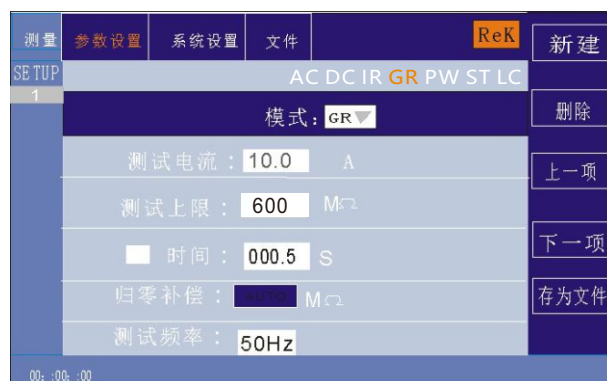 测量 参数设置 系统设置 文件 ReK 新建
SETUP AC DC IR GR PW ST LC
1
模式：GR 删除
测试电流：10.0 A 上一项
测试上限：600 MΩ
时间：000.5 S 下一项
归零补偿：AUTO MΩ 存为文件
测试频率：50Hz
00: :00: :00